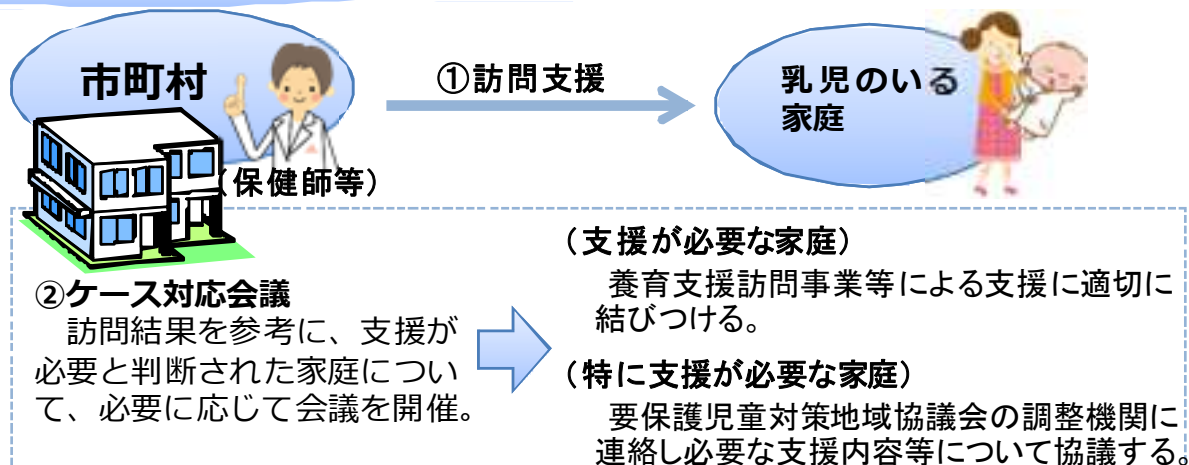 市町村
(保健師等)
①訪問支援
乳児のいる
家庭
②ケース対応会議
訪問結果を参考に、支援が
必要と判断された家庭につい
て、必要に応じて会議を開催。
(支援が必要な家庭)
養育支援訪問事業等による支援に適切に
結びつける。
(特に支援が必要な家庭)
要保護児童対策地域協議会の調整機関に
連絡し必要な支援内容等について協議する。